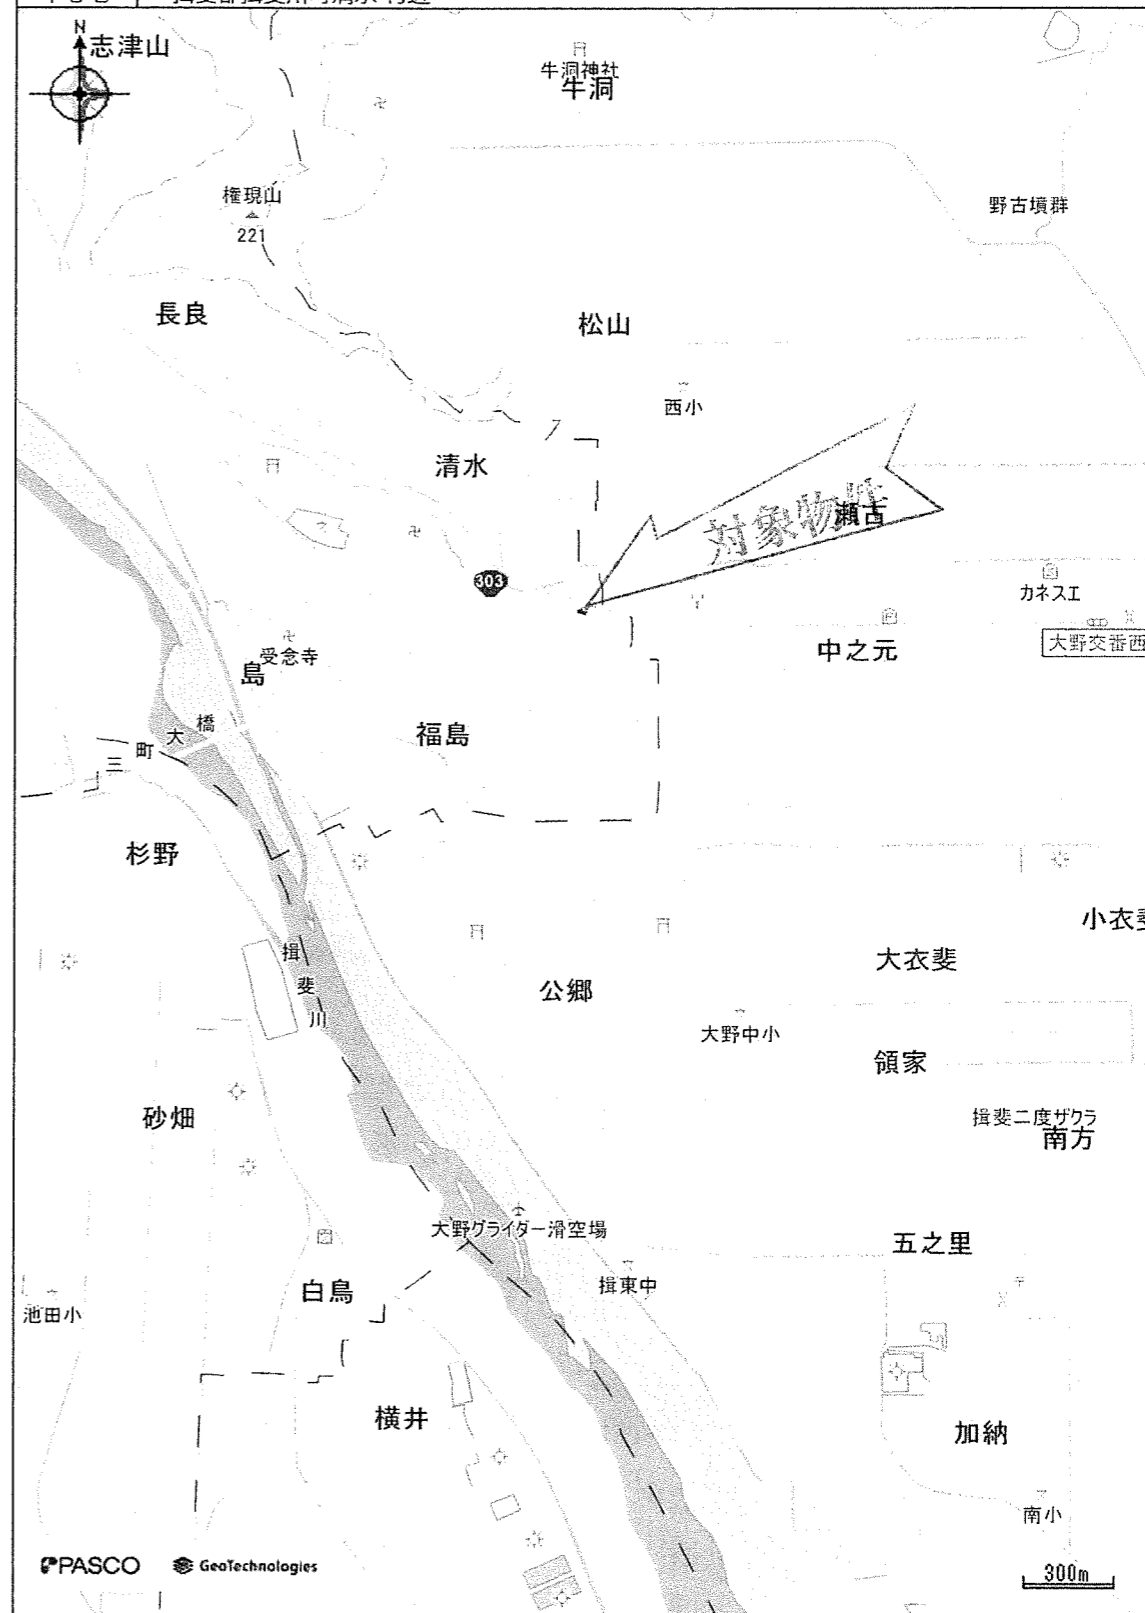 N
志津山
牛洞神社
牛洞
権現山
221
野古墳群
長良
松山
西小
清水
対象物件
瀬古
303
カネスエ
大野交番西
中之元
受念寺
島
福島
三町大橋
杉野
小衣斐
大衣斐
揖斐川
公郷
大野中小
領家
砂畑
揖斐二度ザクラ
南方
大野グライダー滑空場
五之里
白鳥
揖東中
池田小
横井
加納
南小
PASCO
GeoTechnologies
300m